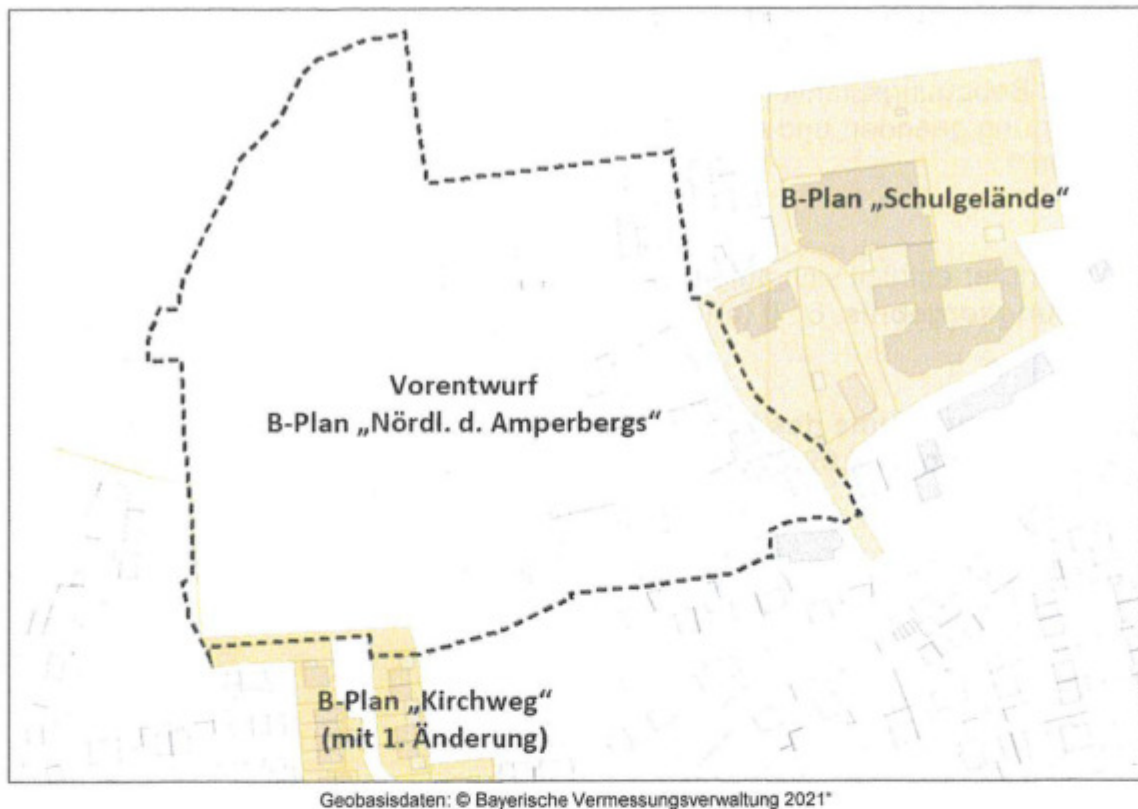 B-Plan „Schulgelände“
Vorentwurf
B-Plan „Nördl. d. Amperbergs“
B-Plan „Kirchweg“
(mit 1. Änderung)
Geobasisdaten: © Bayerische Vermessungsverwaltung 2021*